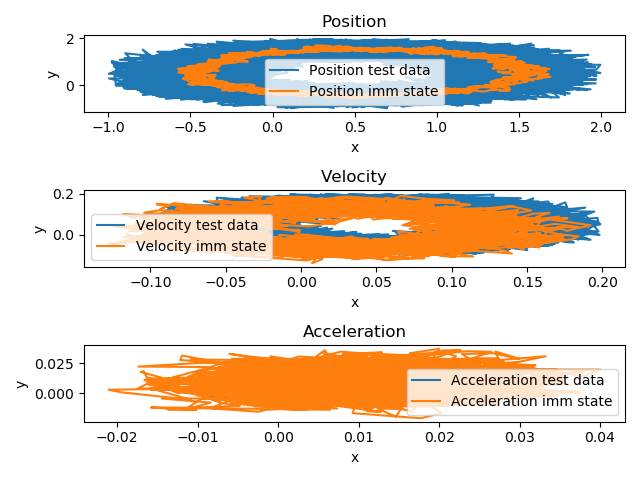 Position
2
0
y
Position test data
Position imm state
-1.0 -0.5 0.0 0.5 1.0 1.5 2.0
x
Velocity
0.2
0.0
y
Velocity test data
Velocity imm state
−0.10 −0.05 0.00 0.05 0.10 0.15 0.20
x
Acceleration
0.025
0.000
y
Acceleration test data
Acceleration imm state
−0.02 −0.01 0.00 0.01 0.02 0.03 0.04
x